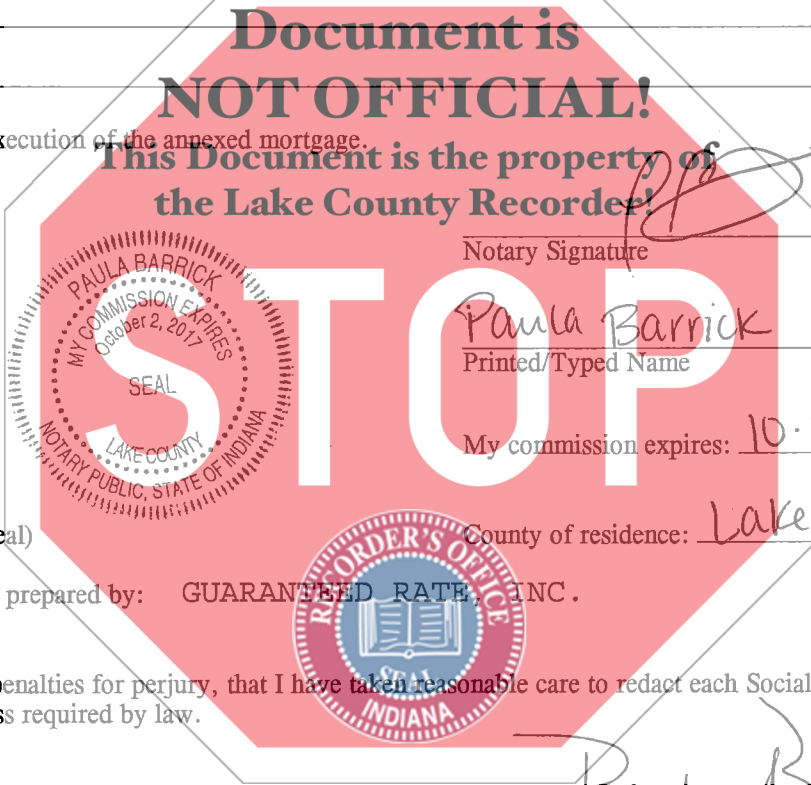 Document is
NOT OFFICIAL!
xecution of the annexed mortgage.
This Document is the property of
the Lake County Recorder!
Notary Signature
PAULA BARRICK
MY COMMISSION EXPIRES
October 2, 2017
SEAL
LAKE COUNTY
NOTARY PUBLIC, STATE OF INDIANA
STOP
Paula Barrick
Printed/Typed Name
My commission expires: 10.
eal)
County of residence: Lake
prepared by: GUARANTEED RATE, INC.
RECORDER'S OFFICE
SEAL
INDIANA
penalties for perjury, that I have taken reasonable care to redact each Social
ss required by law.